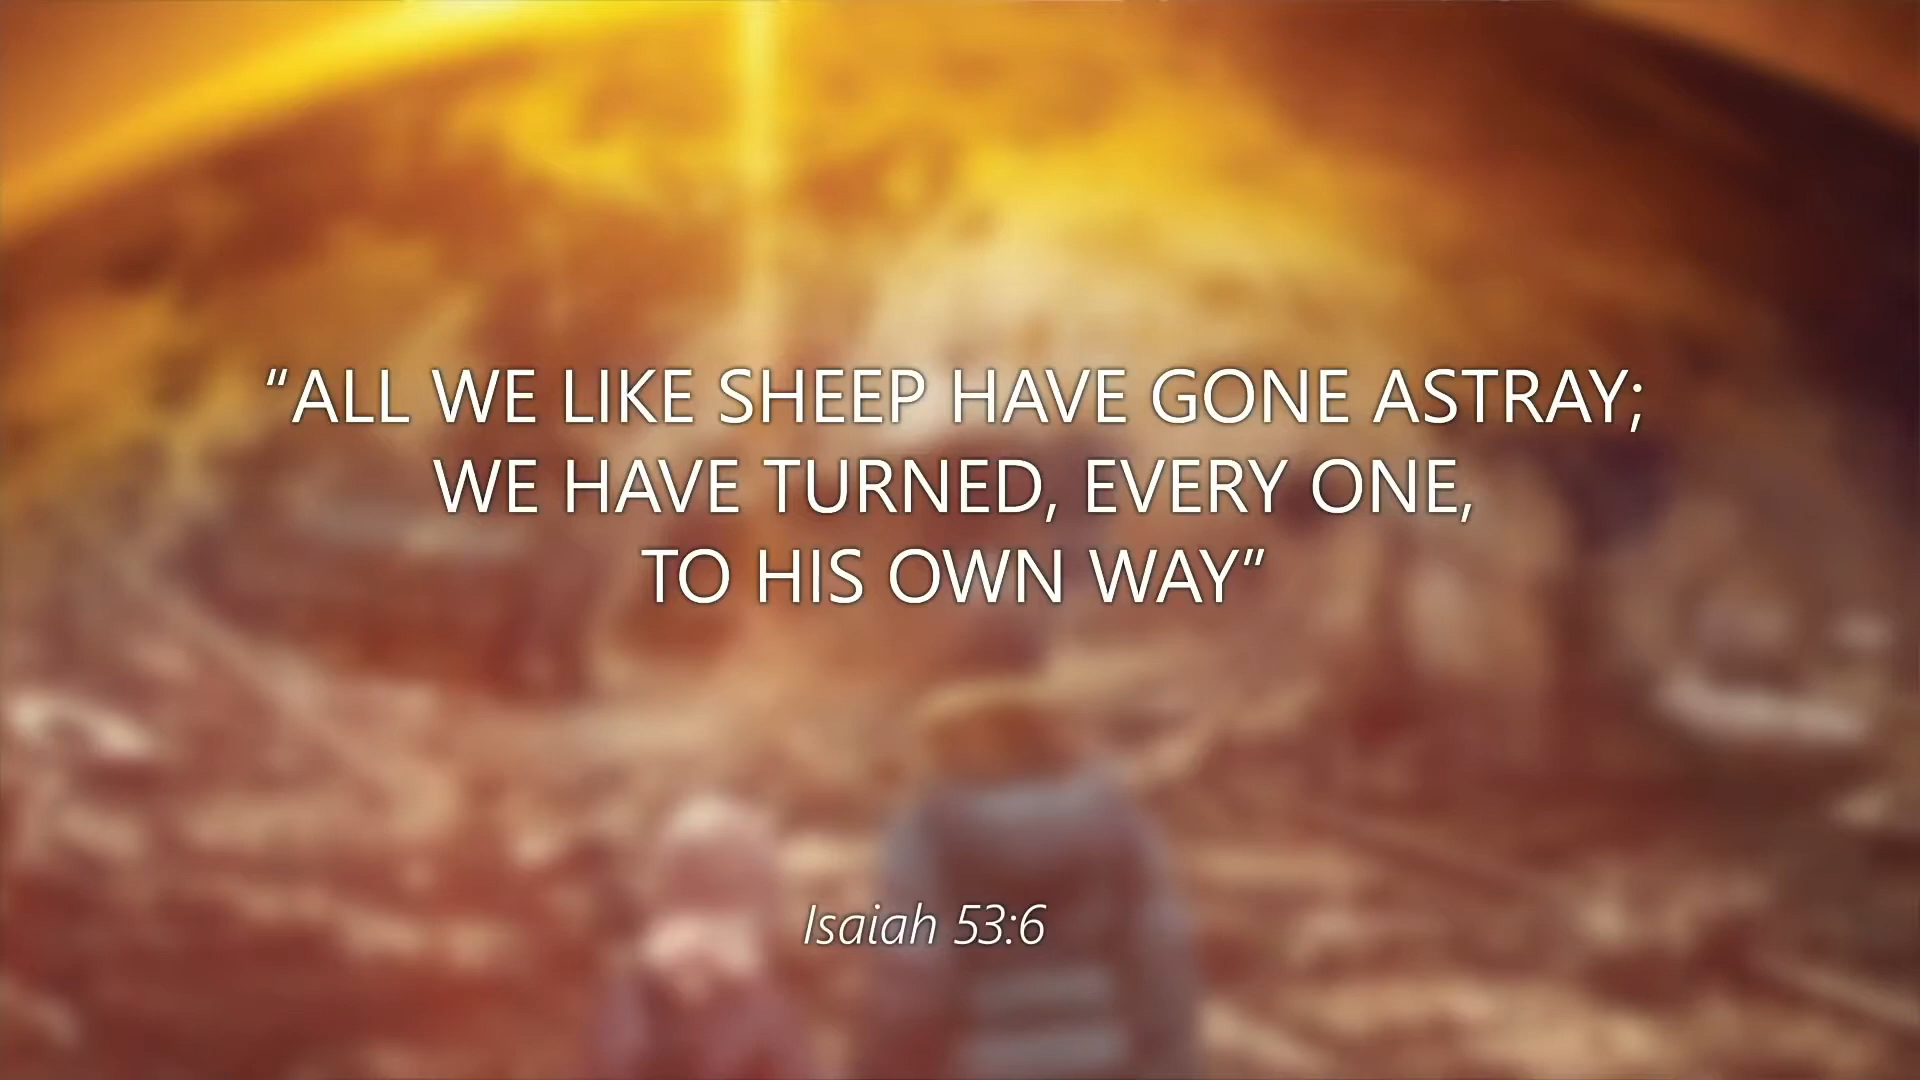 “ALL WE LIKE SHEEP HAVE GONE ASTRAY;
WE HAVE TURNED, EVERY ONE,
TO HIS OWN WAY”
Isaiah 53:6